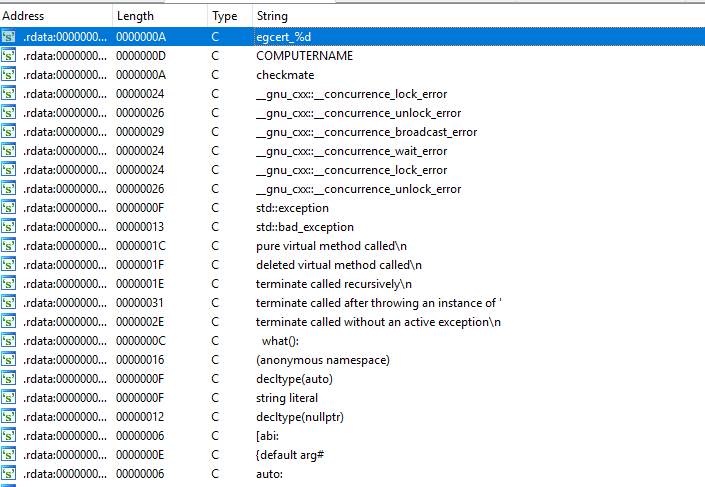 Address Length Type String
's' .rdata:0000000... 0000000A C egcert_%d
's' .rdata:0000000... 0000000D C COMPUTERNAME
's' .rdata:0000000... 0000000A C checkmate
's' .rdata:0000000... 00000024 C __gnu_cxx::__concurrence_lock_error
's' .rdata:0000000... 00000026 C __gnu_cxx::__concurrence_unlock_error
's' .rdata:0000000... 00000029 C __gnu_cxx::__concurrence_broadcast_error
's' .rdata:0000000... 00000024 C __gnu_cxx::__concurrence_wait_error
's' .rdata:0000000... 00000024 C __gnu_cxx::__concurrence_lock_error
's' .rdata:0000000... 00000026 C __gnu_cxx::__concurrence_unlock_error
's' .rdata:0000000... 0000000F C std::exception
's' .rdata:0000000... 00000013 C std::bad_exception
's' .rdata:0000000... 0000001C C pure virtual method called\n
's' .rdata:0000000... 0000001F C deleted virtual method called\n
's' .rdata:0000000... 0000001E C terminate called recursively\n
's' .rdata:0000000... 00000031 C terminate called after throwing an instance of '
's' .rdata:0000000... 0000002E C terminate called without an active exception\n
's' .rdata:0000000... 0000000C C what():
's' .rdata:0000000... 00000016 C (anonymous namespace)
's' .rdata:0000000... 0000000F C decltype(auto)
's' .rdata:0000000... 0000000F C string literal
's' .rdata:0000000... 00000012 C decltype(nullptr)
's' .rdata:0000000... 00000006 C [abi:
's' .rdata:0000000... 0000000E C {default arg#
's' .rdata:0000000... 00000006 C auto: